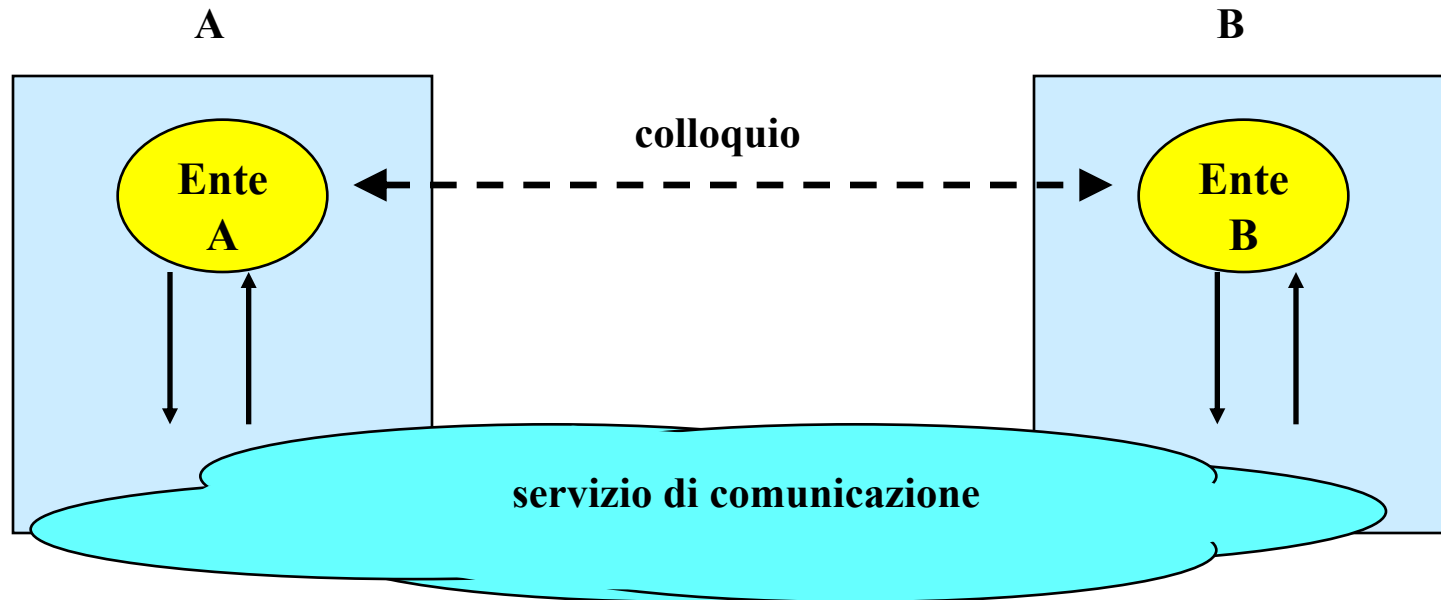 A
B
colloquio
Ente
A
Ente
B
servizio di comunicazione